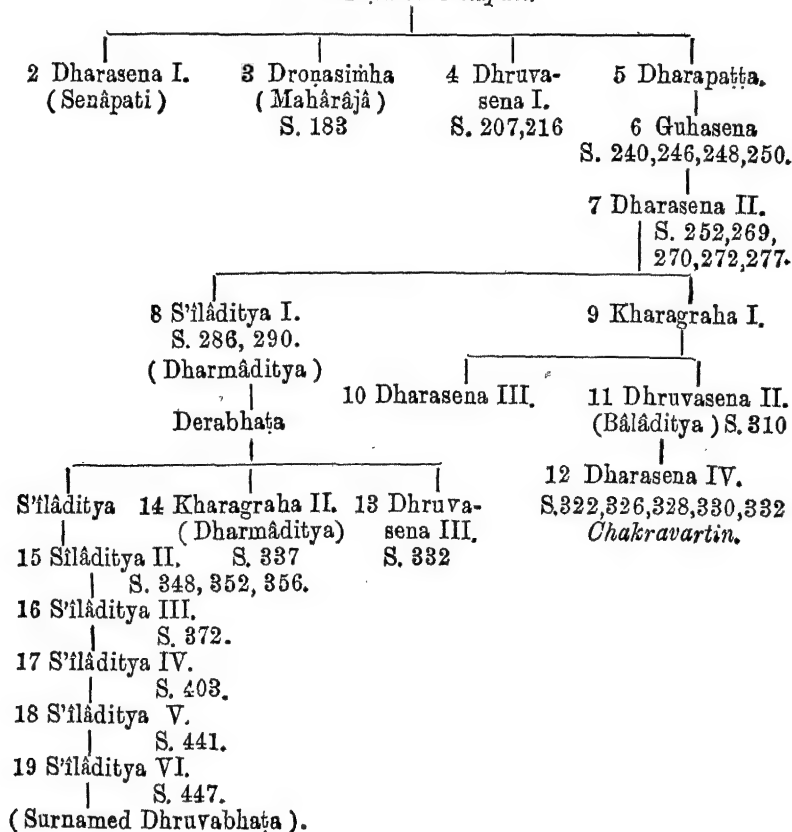 2 Dharasena I. 3 Droṇasiṁha 4 Dhruva- 5 Dharapaṭṭa.
(Senâpati) (Mahârâjâ) sena I.
S. 183 S. 207,216 6 Guhasena
S. 240,246,248,250.
7 Dharasena II.
S. 252,269,
270,272,277.
8 S'îlâditya I. 9 Kharagraha I.
S. 286, 290.
(Dharmâditya)
10 Dharasena III. 11 Dhruvasena II.
Derabhaṭa (Bâlâditya) S. 310
12 Dharasena IV.
S'îlâditya 14 Kharagraha II. 13 Dhruva- S.322,326,328,330,332
(Dharmâditya) sena III. Chakravartin.
15 Sîlâditya II. S. 337 S. 332
S. 348, 352, 356.
16 S'îlâditya III.
S. 372.
17 S'îlâditya IV.
S. 403.
18 S'îlâditya V.
S. 441.
19 S'îlâditya VI.
S. 447.
(Surnamed Dhruvabhaṭa).